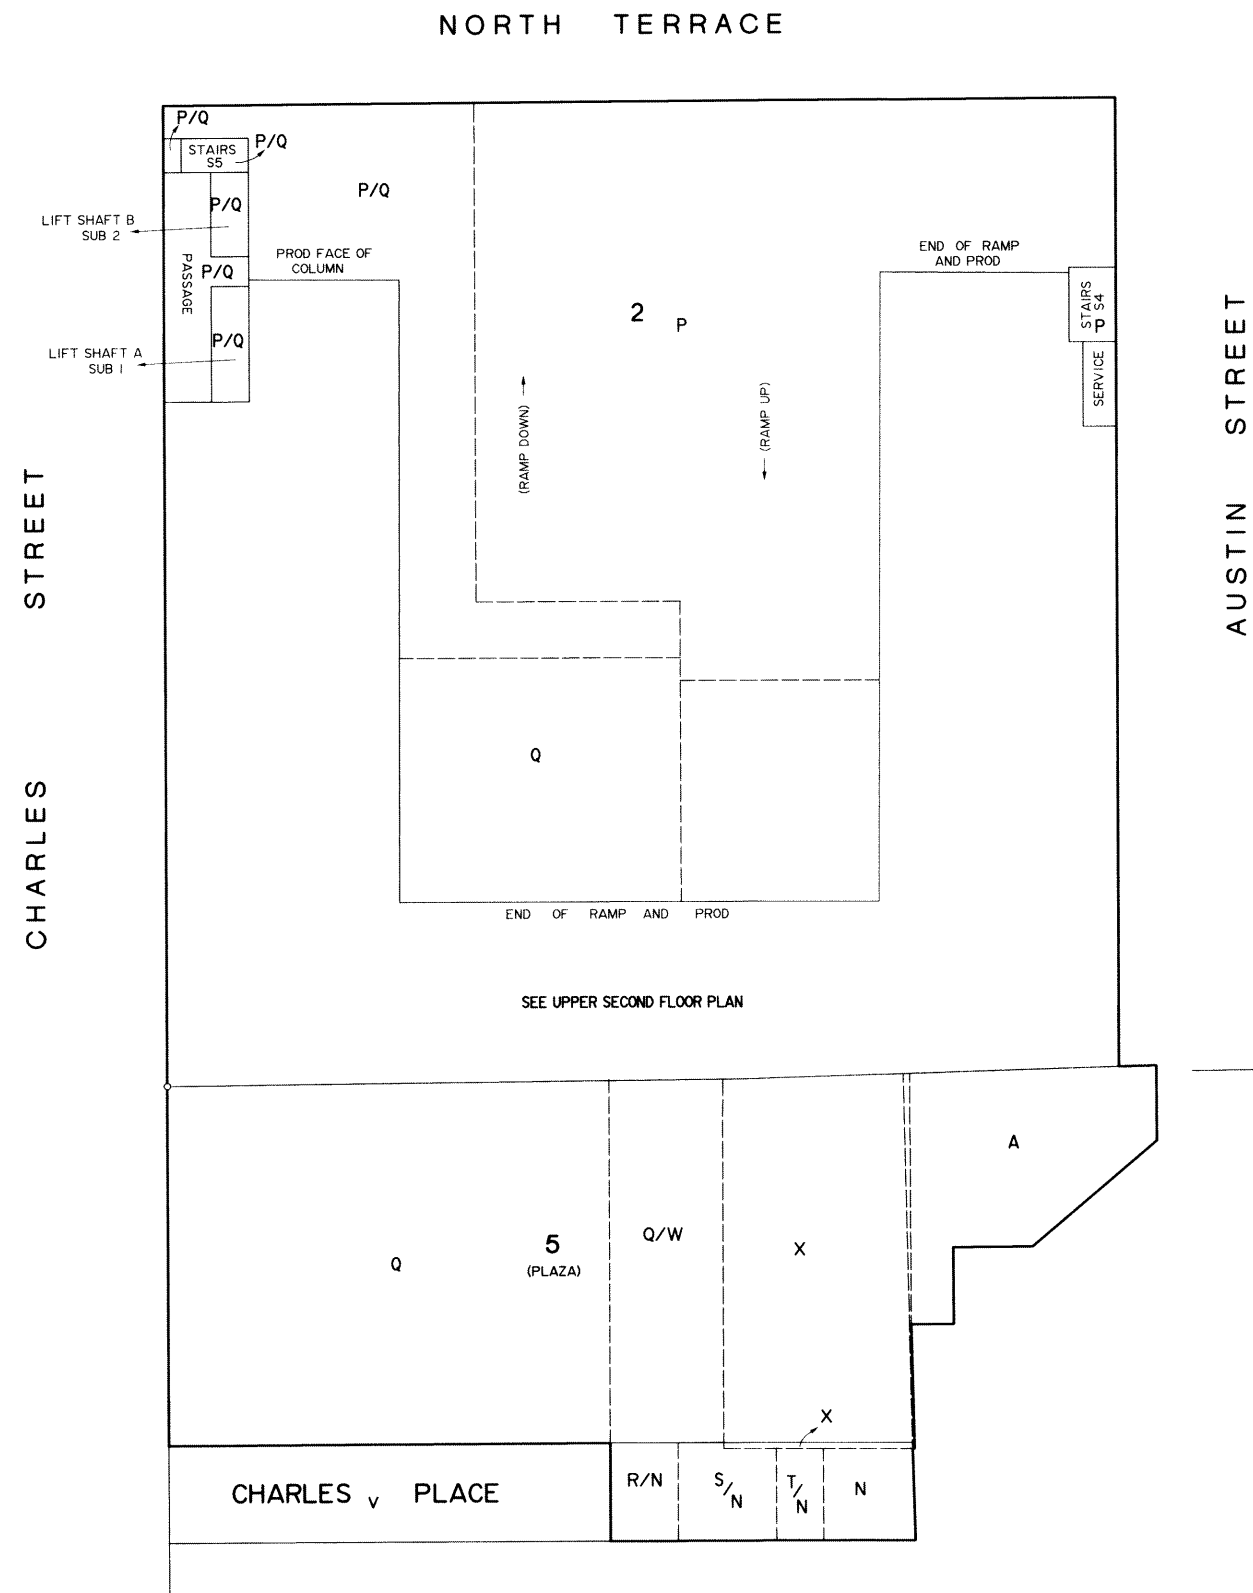 NORTH TERRACE
P/Q
STAIRS
S5
P/Q
P/Q
P/Q
LIFT SHAFT B
SUB 2
PASSAGE
P/Q
PROD FACE OF
COLUMN
END OF RAMP
AND PROD
STAIRS
S4
P
SERVICE
P/Q
LIFT SHAFT A
SUB 1
2
P
(RAMP DOWN)
(RAMP UP)
CHARLES STREET
AUSTIN STREET
Q
END OF RAMP AND PROD
SEE UPPER SECOND FLOOR PLAN
A
Q
5
(PLAZA)
Q/W
X
X
CHARLES v PLACE
R/N
S/N
T/N
N